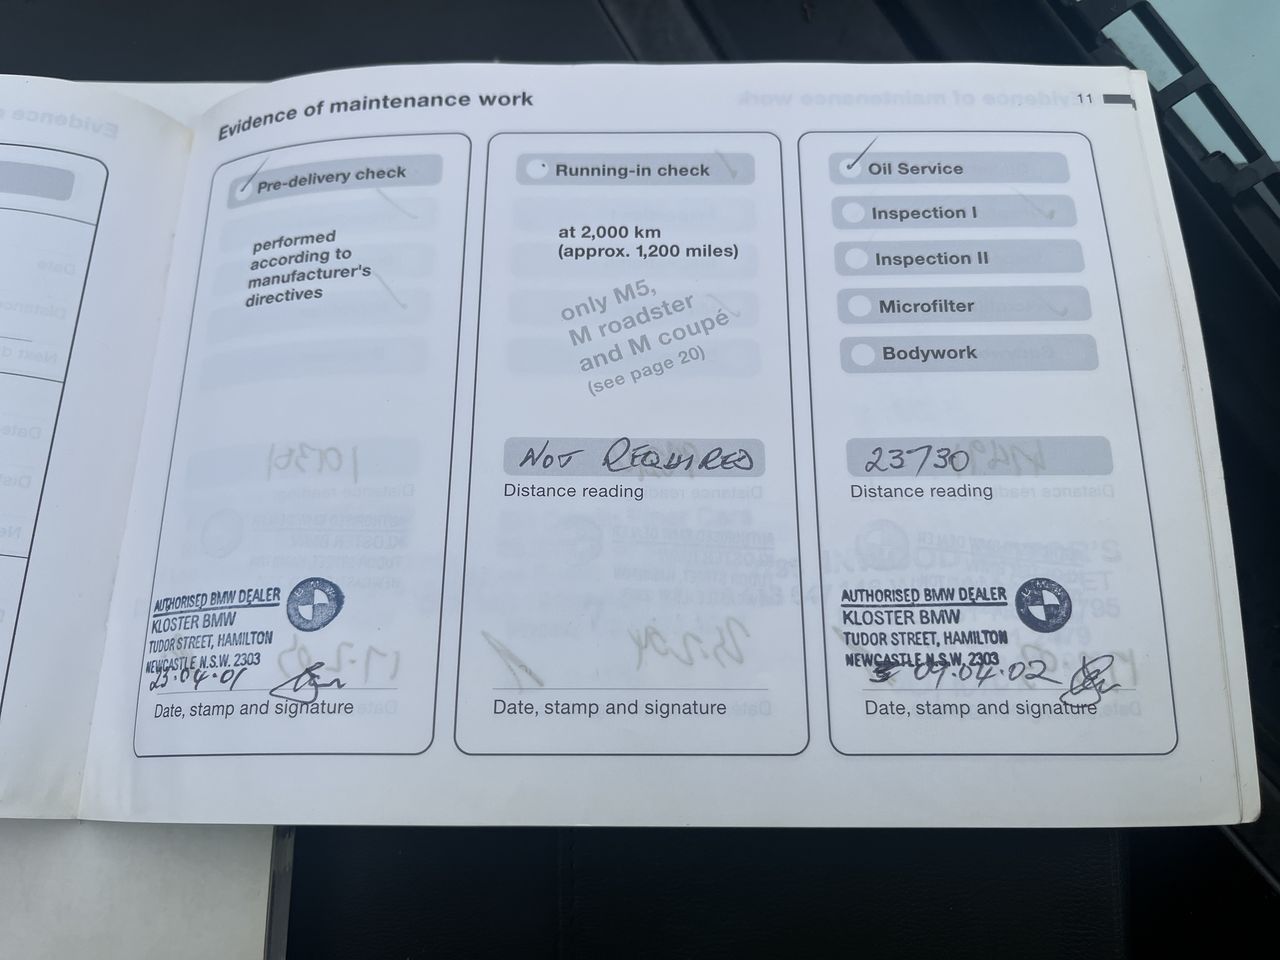 Evidence of maintenance work
11
Pre-delivery check
performed
according to
manufacturer's
directives
AUTHORISED BMW DEALER
KLOSTER BMW
TUDOR STREET, HAMILTON
NEWCASTLE N.S.W. 2303
23.04.01
Date, stamp and signature
Running-in check
at 2,000 km
(approx. 1,200 miles)
only M5,
M roadster
and M coupé
(see page 20)
NOT REQUIRED
Distance reading
Date, stamp and signature
Oil Service
Inspection I
Inspection II
Microfilter
Bodywork
23730
Distance reading
AUTHORISED BMW DEALER
KLOSTER BMW
TUDOR STREET, HAMILTON
NEWCASTLE N.S.W. 2303
09.04.02
Date, stamp and signature